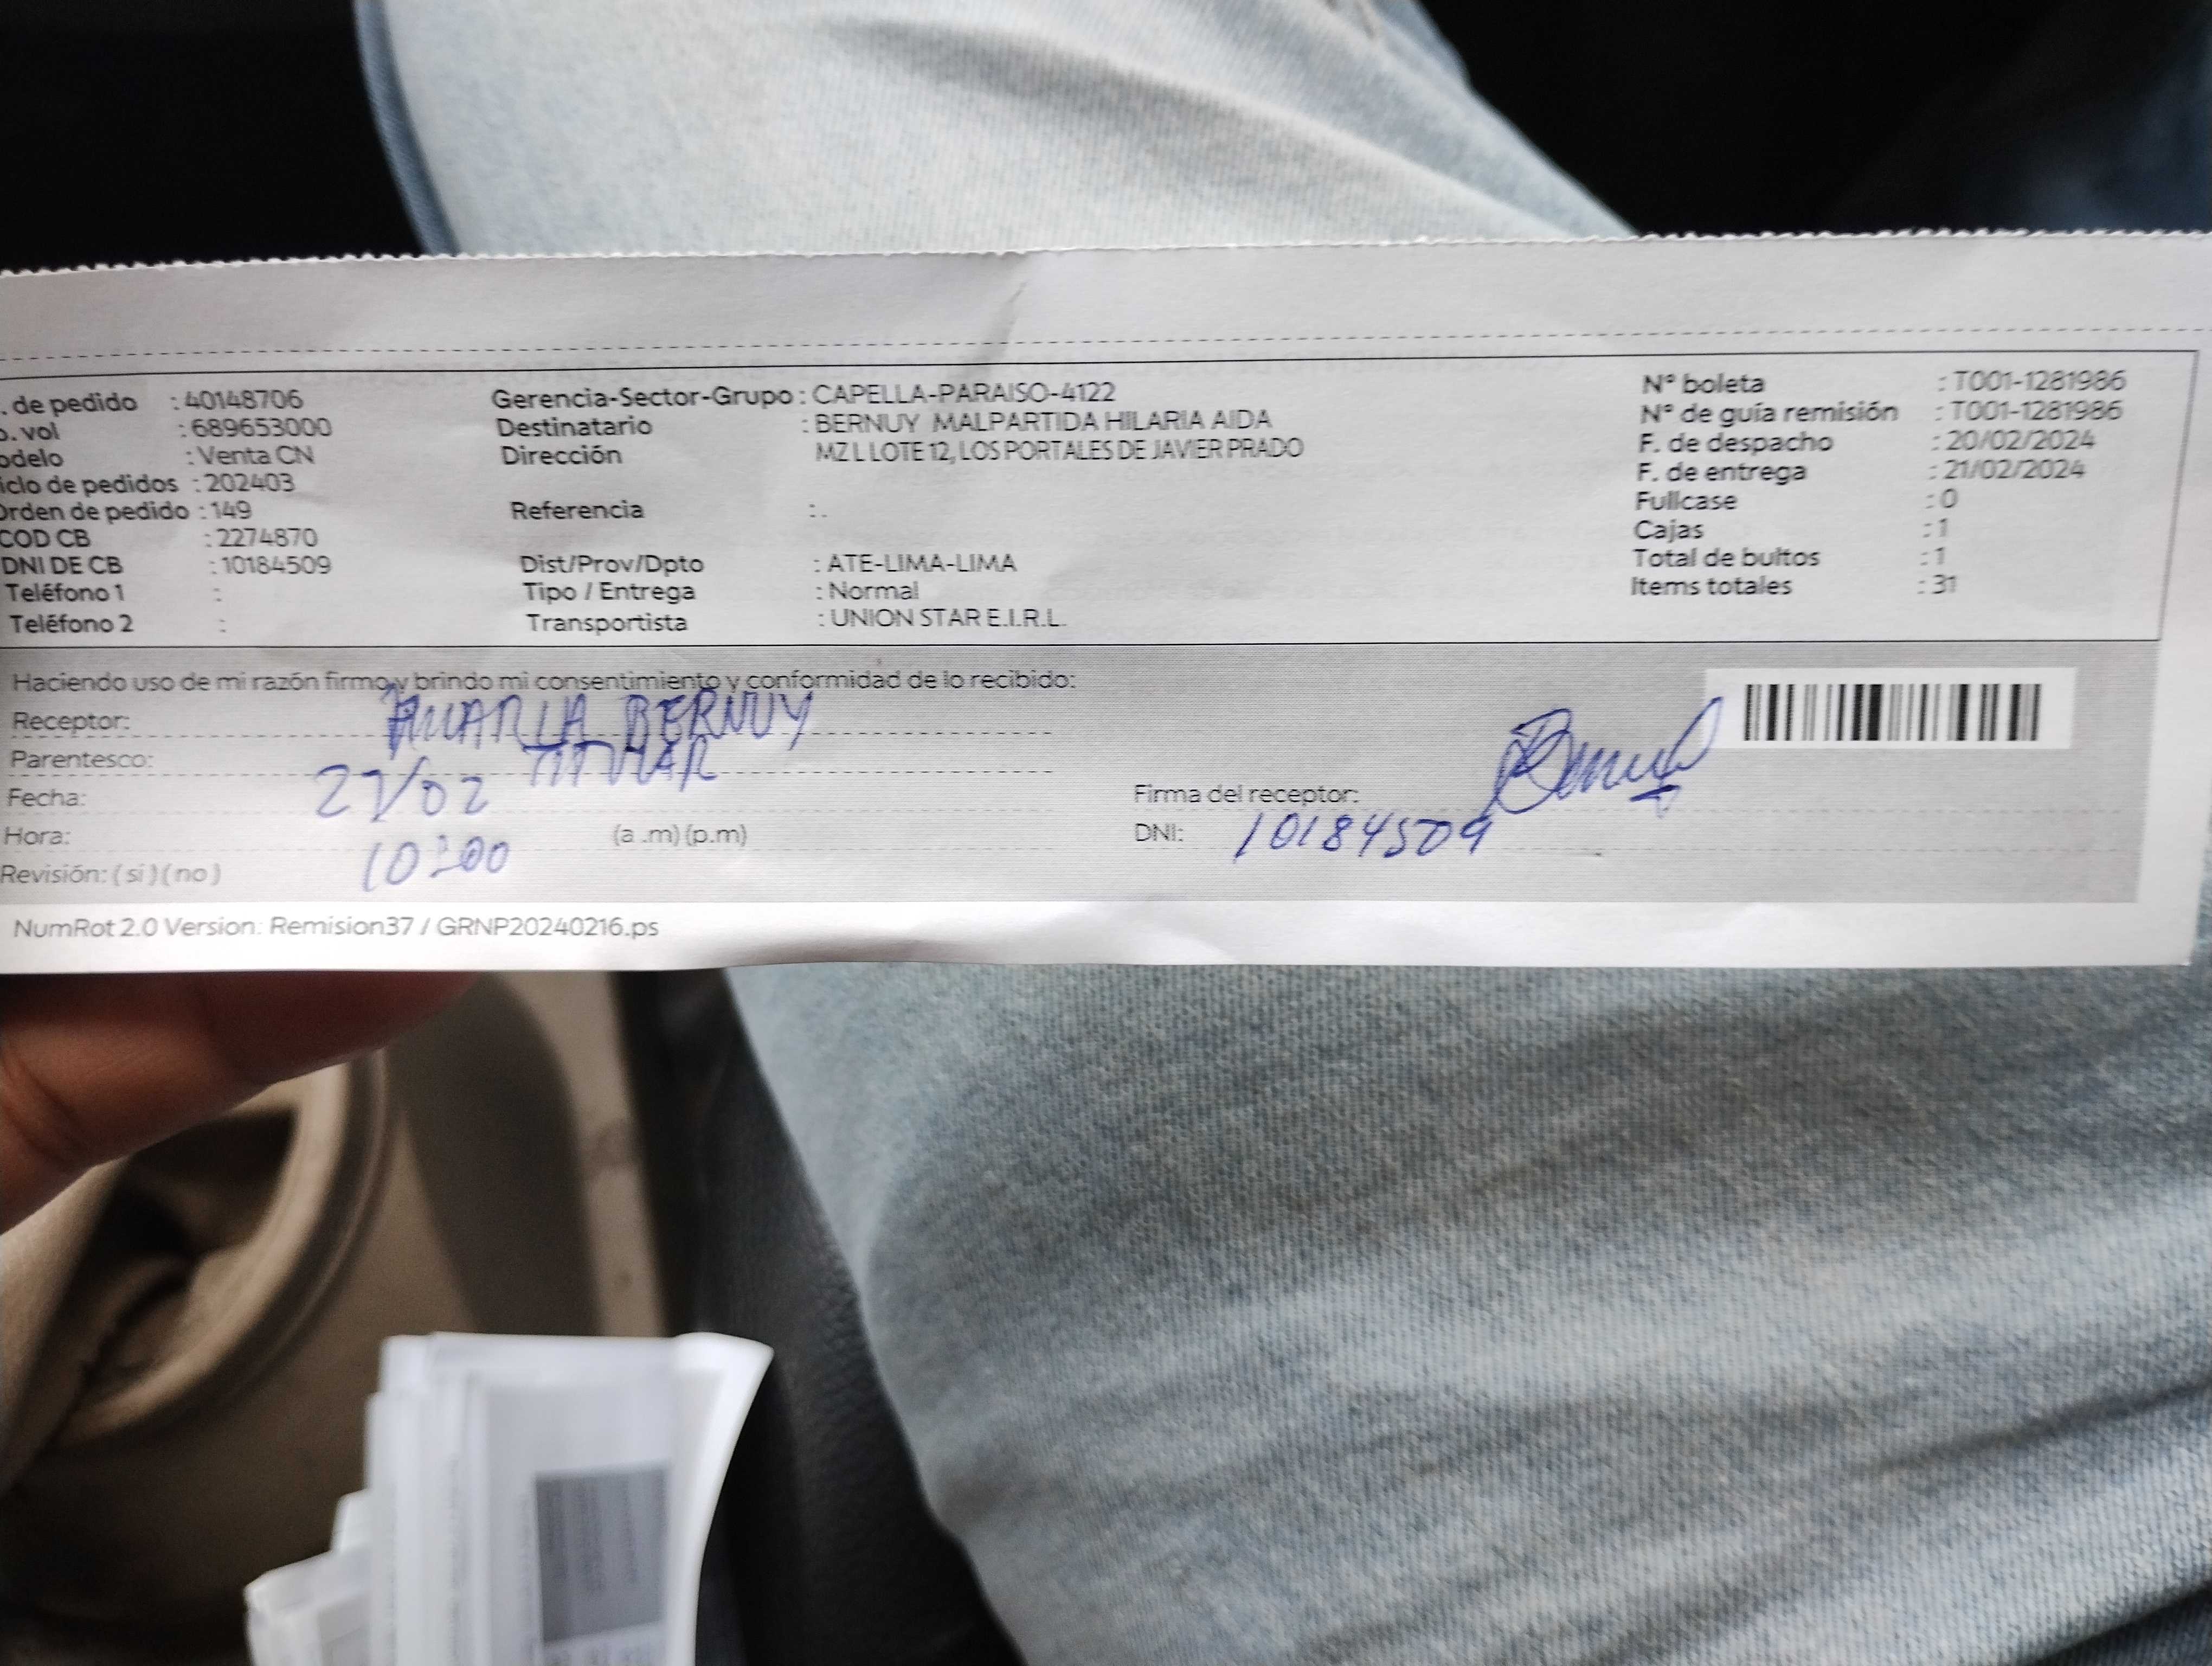 . de pedido : 40148706
o. vol : 689653000
odelo : Venta CN
iclo de pedidos : 202403
Orden de pedido : 149
COD CB : 2274870
DNI DE CB : 10184509
Teléfono 1 :
Teléfono 2 :
Gerencia-Sector-Grupo : CAPELLA-PARAISO-4122
Destinatario : BERNUY MALPARTIDA HILARIA AIDA
Dirección MZ L LOTE 12, LOS PORTALES DE JAVIER PRADO
Referencia : .
Dist/Prov/Dpto : ATE-LIMA-LIMA
Tipo / Entrega : Normal
Transportista : UNION STAR E.I.R.L.
N° boleta : T001-1281986
N° de guía remisión : T001-1281986
F. de despacho : 20/02/2024
F. de entrega : 21/02/2024
Fullcase : 0
Cajas : 1
Total de bultos : 1
Items totales : 31
Haciendo uso de mi razón firmo y brindo mi consentimiento y conformidad de lo recibido:
Receptor: BERNUY
Parentesco: TITULAR
Fecha: /02
Hora: 10:00 (a .m) (p.m)
Revisión: ( si ) ( no )
Firma del receptor:
DNI: 10184509
NumRot 2.0 Version: Remision37 / GRNP20240216.ps